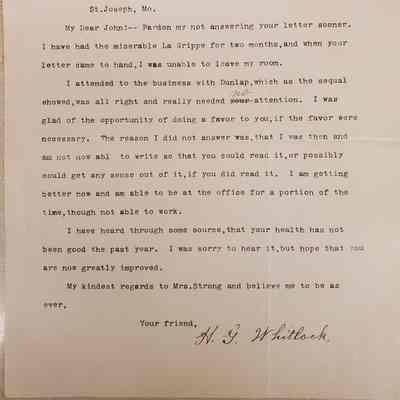 St.Joseph, Mo.
My Dear John:-- Pardon my not answering your letter sooner.
I have had the miserable La Grippe for two months,and when your
letter came to hand,I was unable to leave my room.
I attended to the business with Dunlap,which as the sequal
showed,was all right and really needed your attention. I was
glad of the opportunity of doing a favor to you,if the favor were
necessary. The reason I did not answer was,that I was then and
am not now abl to write so that you could read it,or possibly
could get any sense out of it,if you did read it. I am getting
better now and am able to be at the office for a portion of the
time,though not able to work.
I have heard through some source,that your health has not
been good the past year. I was sorry to hear it,but hope that you
are now greatly improved.
My kindest regards to Mrs.Strong and believe me to be as
ever,
Your friend,
H. G. Whitlock.